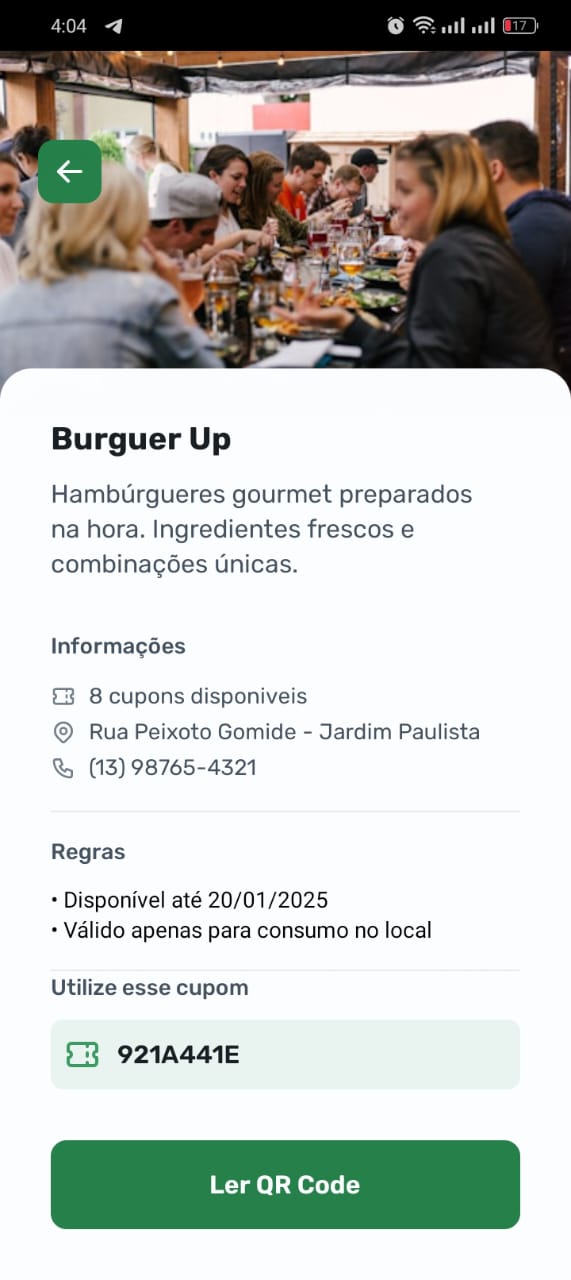 4:04
17
Burguer Up
Hambúrgueres gourmet preparados
na hora. Ingredientes frescos e
combinações únicas.
Informações
8 cupons disponiveis
Rua Peixoto Gomide - Jardim Paulista
(13) 98765-4321
Regras
• Disponível até 20/01/2025
• Válido apenas para consumo no local
Utilize esse cupom
921A441E
Ler QR Code